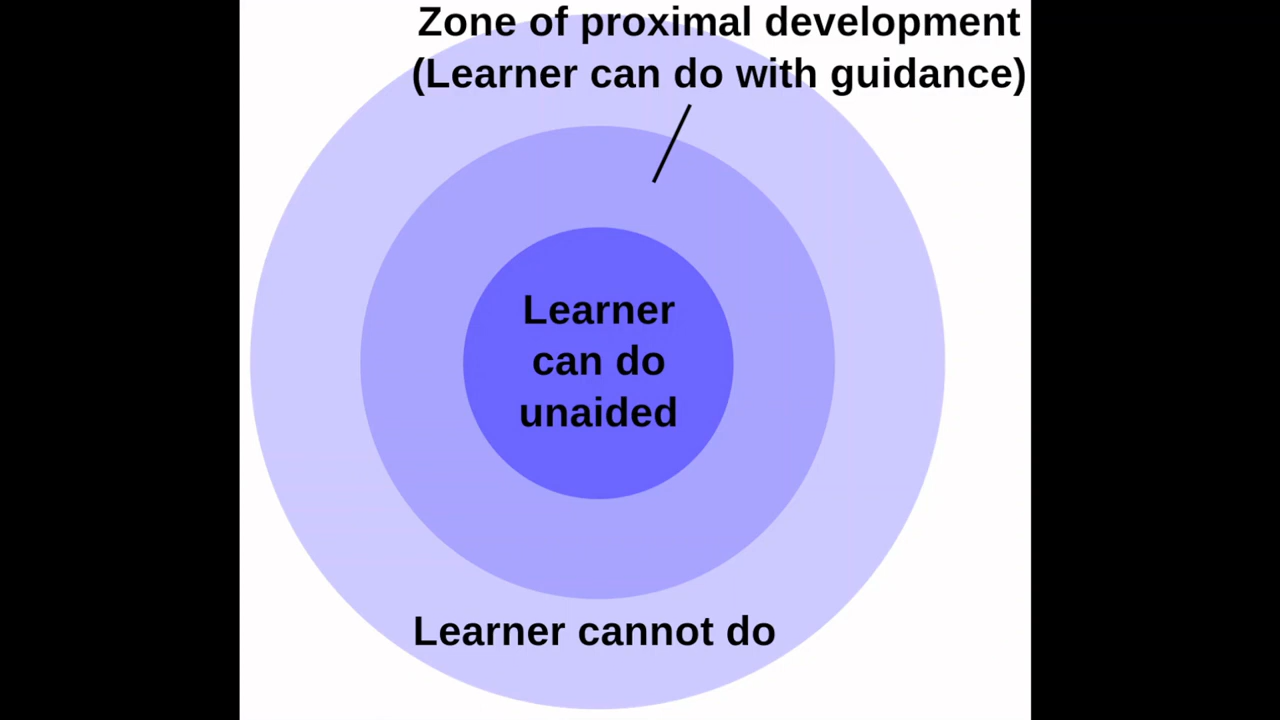 Zone of proximal development
(Learner can do with guidance)
Learner
can do
unaided
Learner cannot do